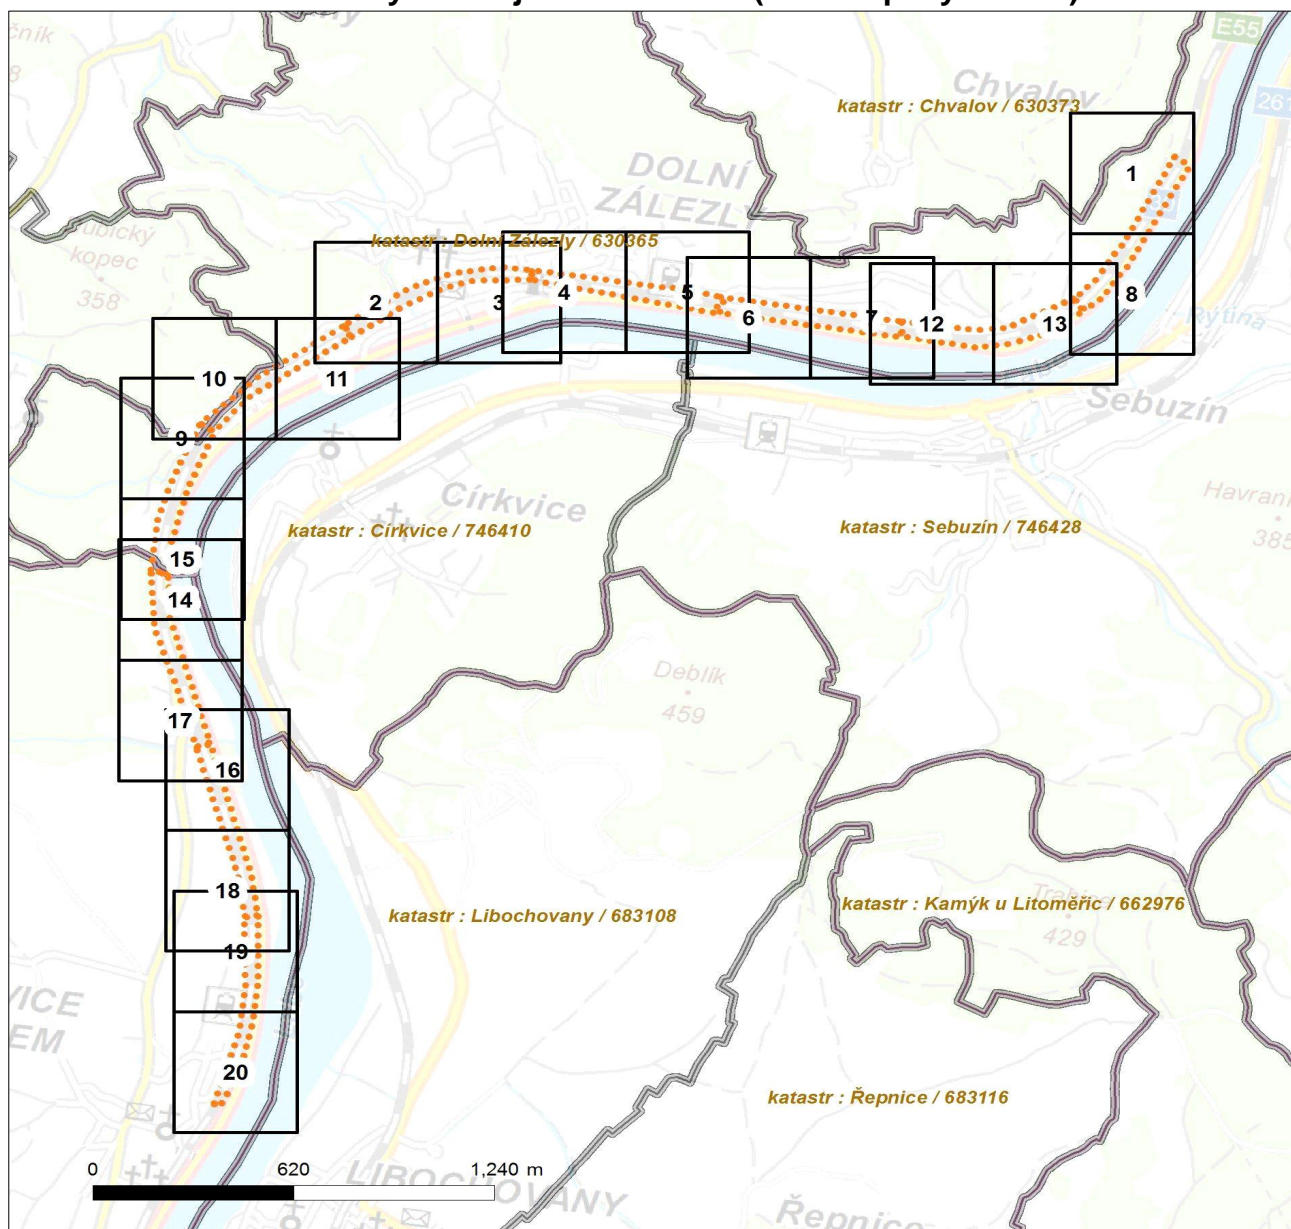 E55
261
Chvalov
katastr : Chvalov / 630373
DOLNÍ
ZÁLEZLY
1
katastr : Dolní Zálezly / 630365
kopec
358
2
3
4
5
6
7
12
13
8
Rytina
10
11
Sebuzín
9
Církvice
katastr : Církvice / 746410
katastr : Sebuzín / 746428
385
15
14
Deblík
459
17
16
18
katastr : Libochovany / 683108
katastr : Kamýk u Litoměřic / 662976
429
19
20
katastr : Řepnice / 683116
0 620 1,240 m
LIBOCHOVANY
Řepnice